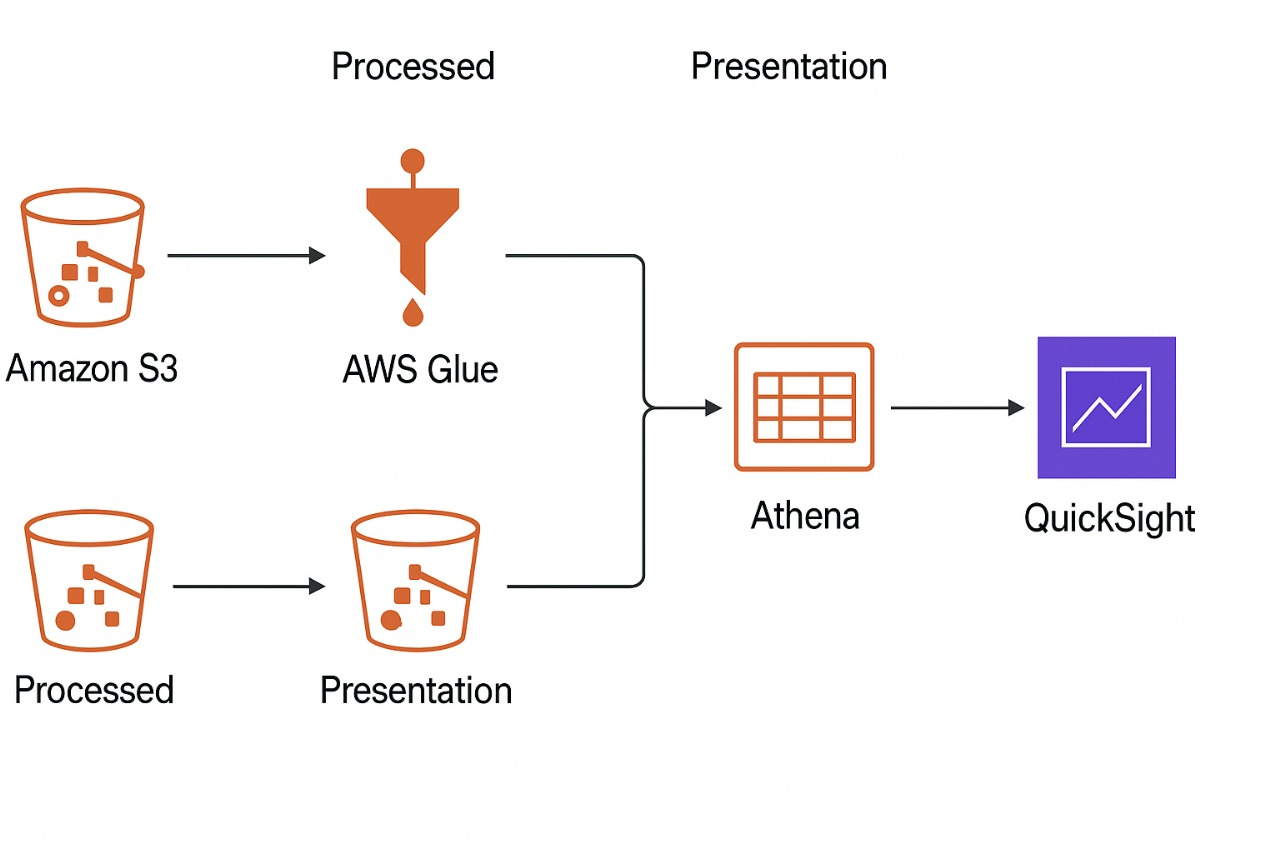 Processed
Presentation
Amazon S3
AWS Glue
Athena
QuickSight
Processed
Presentation